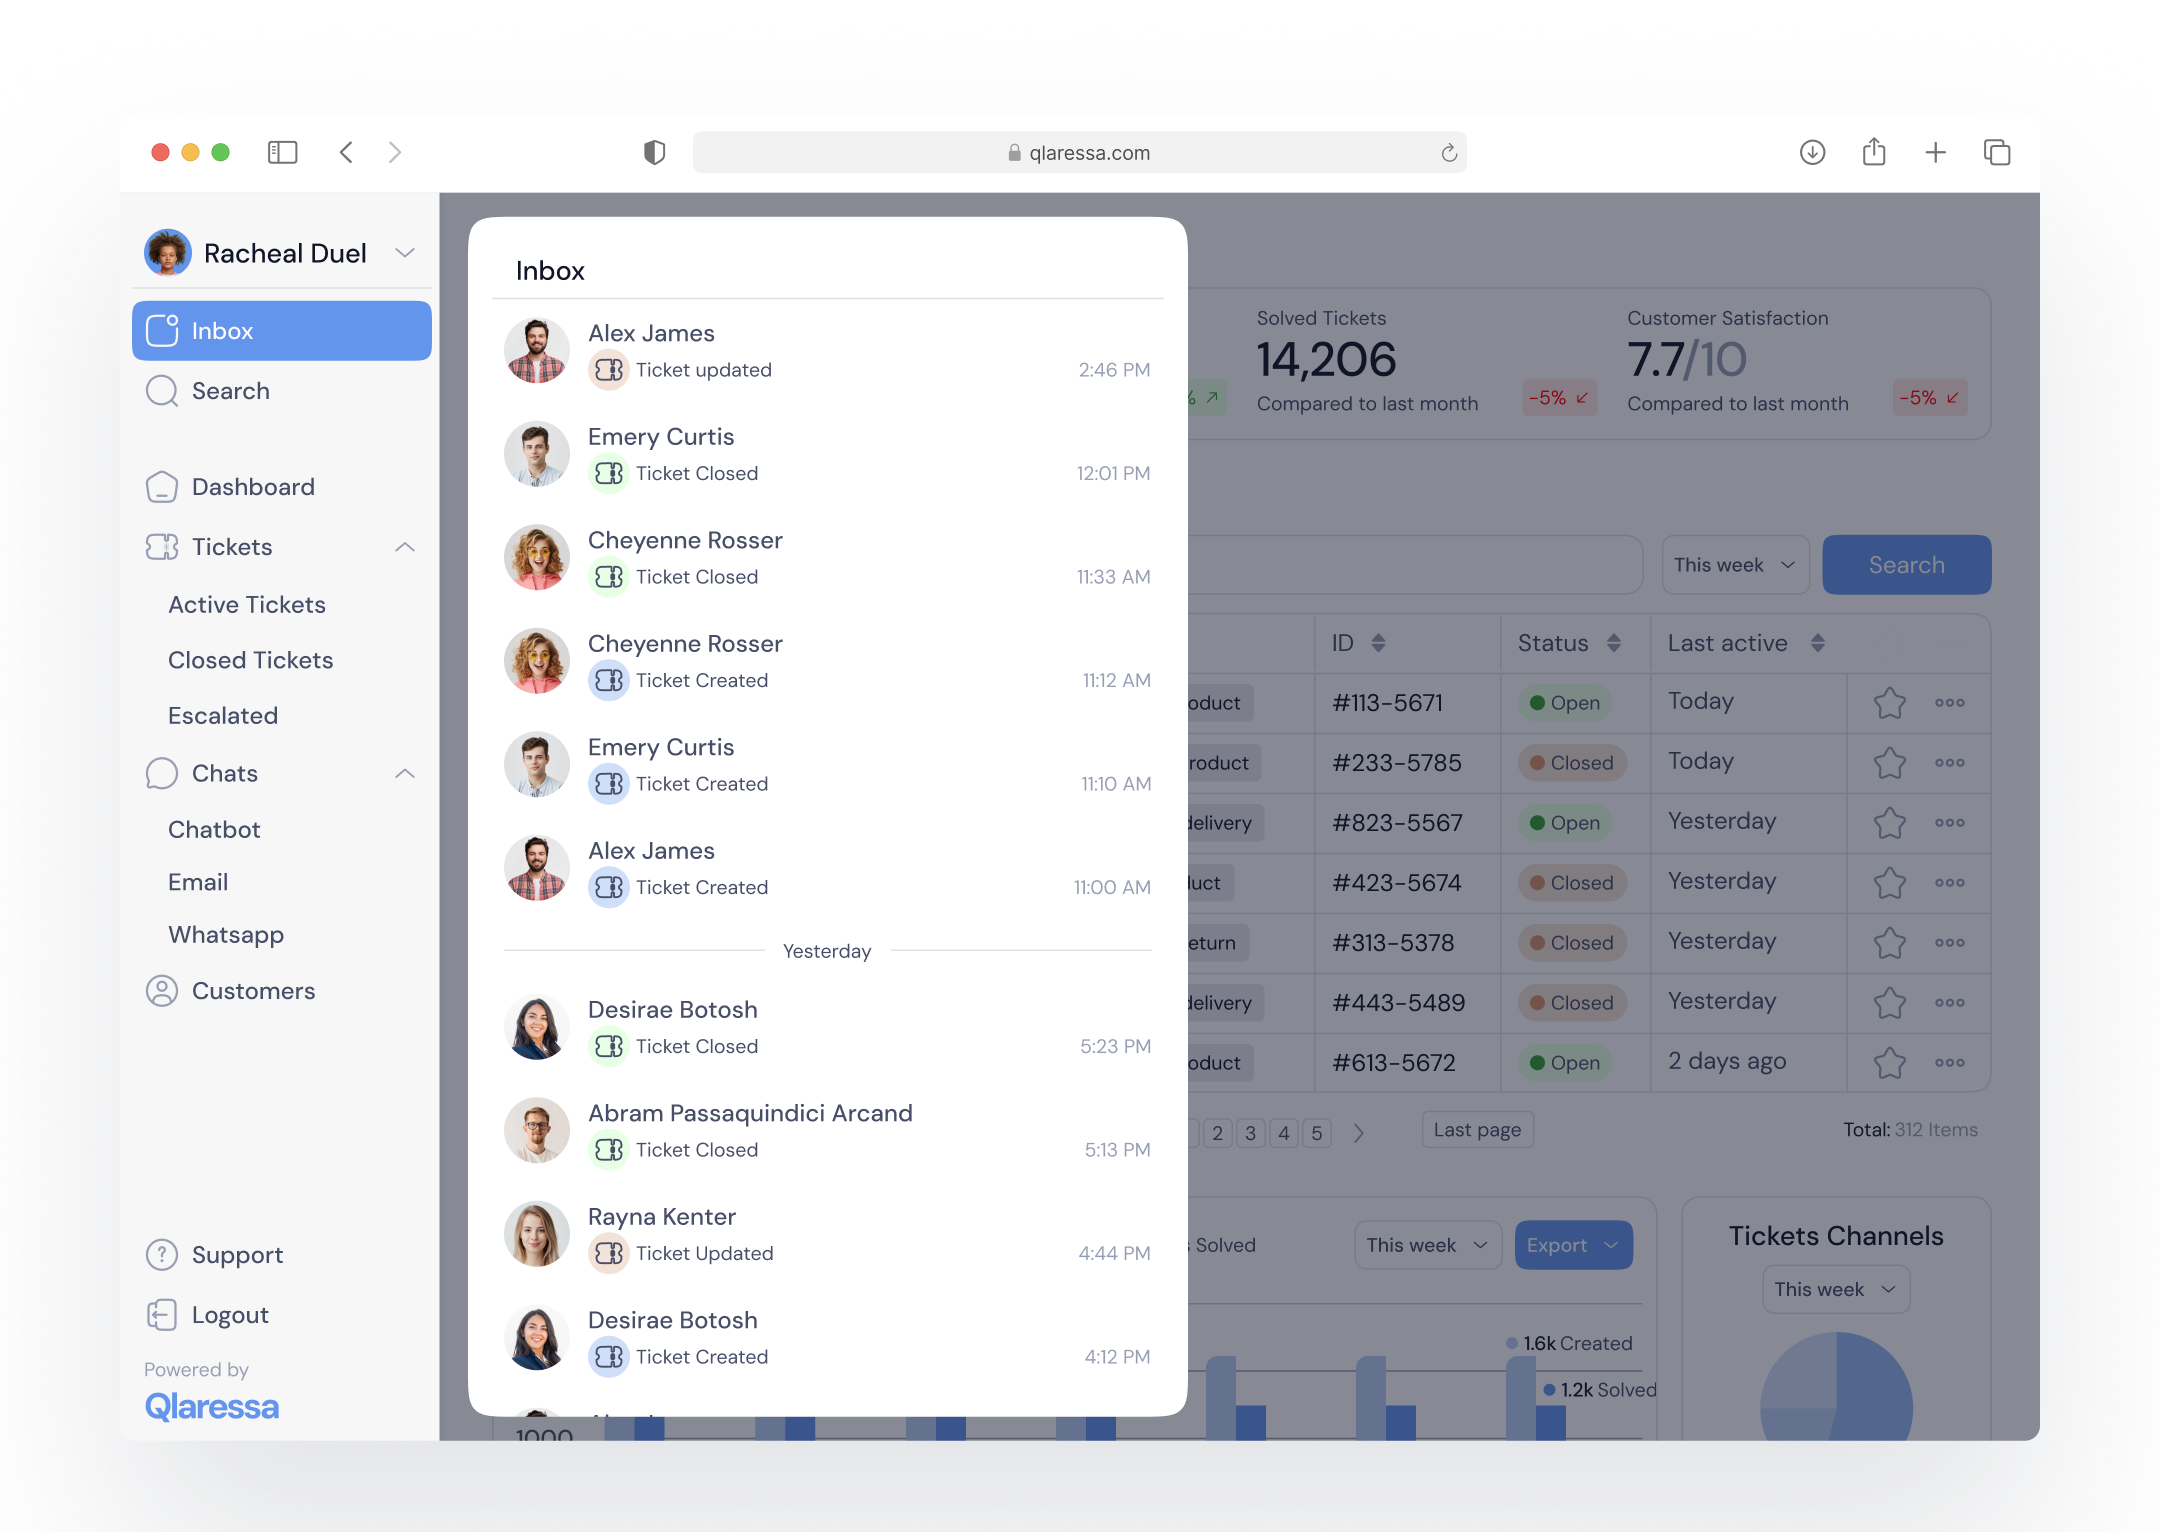 qlaressa.com
Racheal Duel
Inbox
Search
Dashboard
Tickets
Active Tickets
Closed Tickets
Escalated
Chats
Chatbot
Email
Whatsapp
Customers
Support
Logout
Powered by
Qlaressa
Inbox
Alex James
Ticket updated 2:46 PM
Emery Curtis
Ticket Closed 12:01 PM
Cheyenne Rosser
Ticket Closed 11:33 AM
Cheyenne Rosser
Ticket Created 11:12 AM
Emery Curtis
Ticket Created 11:10 AM
Alex James
Ticket Created 11:00 AM
Yesterday
Desirae Botosh
Ticket Closed 5:23 PM
Abram Passaquindici Arcand
Ticket Closed 5:13 PM
Rayna Kenter
Ticket Updated 4:44 PM
Desirae Botosh
Ticket Created 4:12 PM
%
Solved Tickets
14,206
Compared to last month -5%
Customer Satisfaction
7.7/10
Compared to last month -5%
This week Search
ID Status Last active
oduct #113-5671 Open Today
roduct #233-5785 Closed Today
delivery #823-5567 Open Yesterday
uct #423-5674 Closed Yesterday
eturn #313-5378 Closed Yesterday
delivery #443-5489 Closed Yesterday
oduct #613-5672 Open 2 days ago
2 3 4 5 Last page Total: 312 Items
Solved This week Export
1.6k Created
1.2k Solved
1000
Tickets Channels
This week